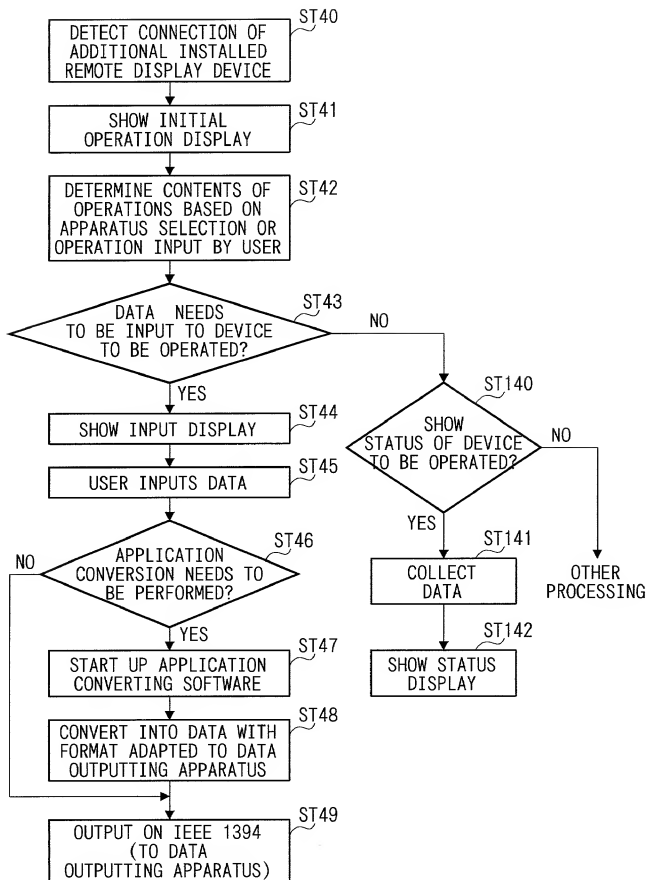 ST40
DETECT CONNECTION OF
ADDITIONAL INSTALLED
REMOTE DISPLAY DEVICE
ST41
SHOW INITIAL
OPERATION DISPLAY
ST42
DETERMINE CONTENTS OF
OPERATIONS BASED ON
APPARATUS SELECTION OR
OPERATION INPUT BY USER
ST43
DATA NEEDS
TO BE INPUT TO DEVICE
TO BE OPERATED?
NO
YES
ST44
SHOW INPUT DISPLAY
ST45
USER INPUTS DATA
ST46
APPLICATION
CONVERSION NEEDS TO
BE PERFORMED?
NO
YES
ST47
START UP APPLICATION
CONVERTING SOFTWARE
ST48
CONVERT INTO DATA WITH
FORMAT ADAPTED TO DATA
OUTPUTTING APPARATUS
ST49
OUTPUT ON IEEE 1394
(TO DATA
OUTPUTTING APPARATUS)
ST140
SHOW
STATUS OF DEVICE
TO BE OPERATED?
NO
YES
ST141
COLLECT
DATA
OTHER
PROCESSING
ST142
SHOW STATUS
DISPLAY